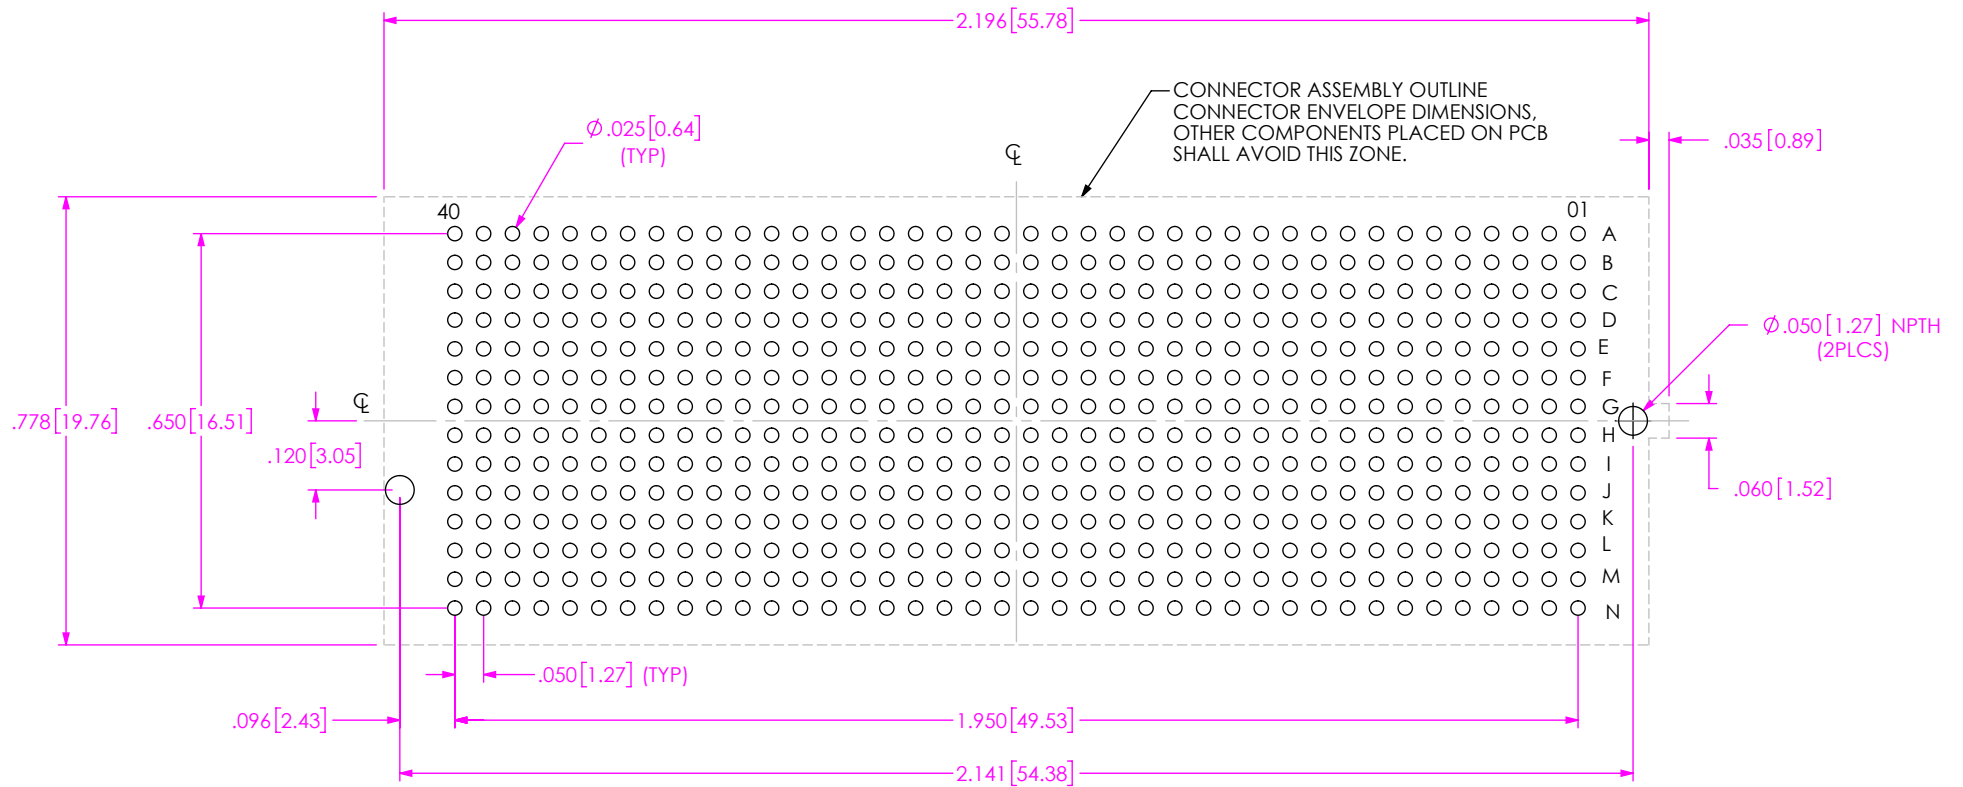 2.196[55.78]
CONNECTOR ASSEMBLY OUTLINE
CONNECTOR ENVELOPE DIMENSIONS,
OTHER COMPONENTS PLACED ON PCB
SHALL AVOID THIS ZONE.
Ø.025[0.64]
(TYP)
℄
.035[0.89]
40
01
A
B
C
D
E
F
G
H
I
J
K
L
M
N
Ø.050[1.27] NPTH
(2PLCS)
℄
.778[19.76]
.650[16.51]
.120[3.05]
.060[1.52]
.050[1.27] (TYP)
.096[2.43]
1.950[49.53]
2.141[54.38]